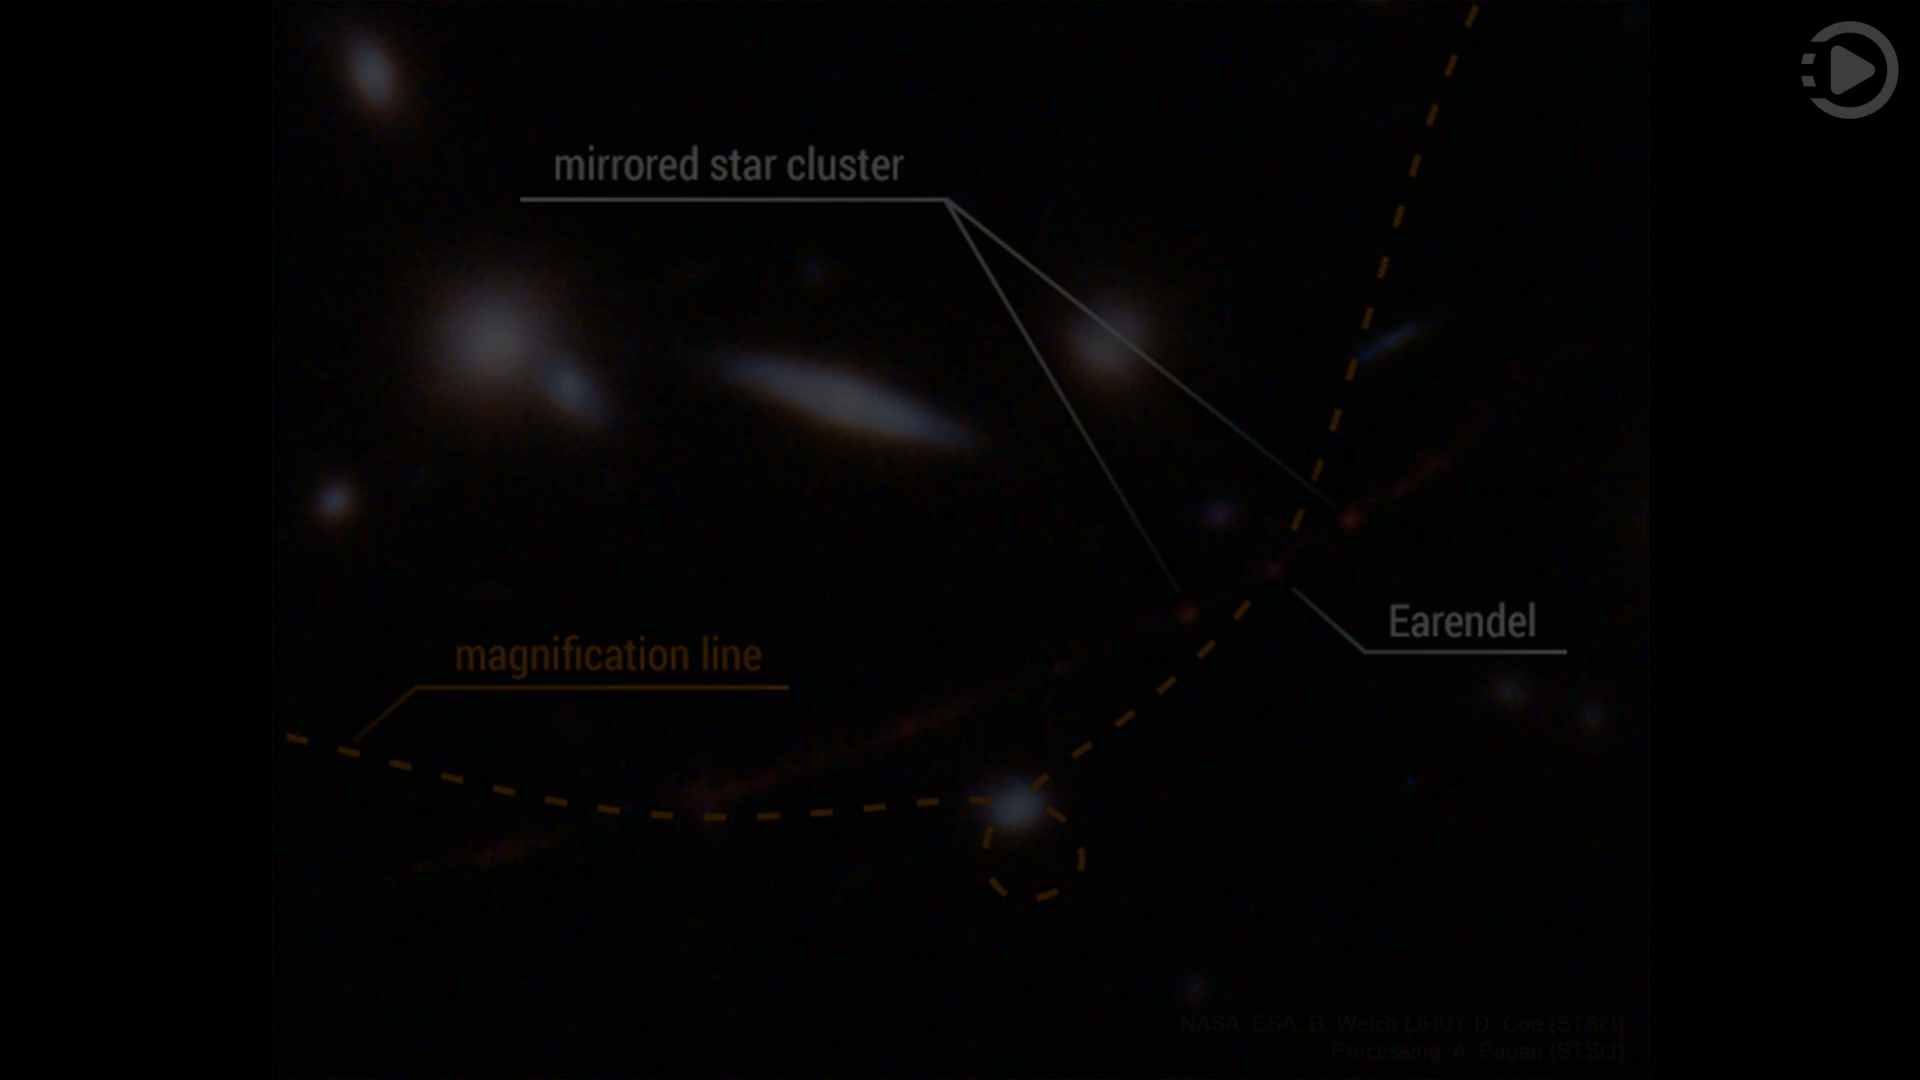 mirrored star cluster
Earendel
magnification line
NASA, ESA, B. Welch (JHU), D. Coe (STScI)
Processing: A. Pagan (STScI)